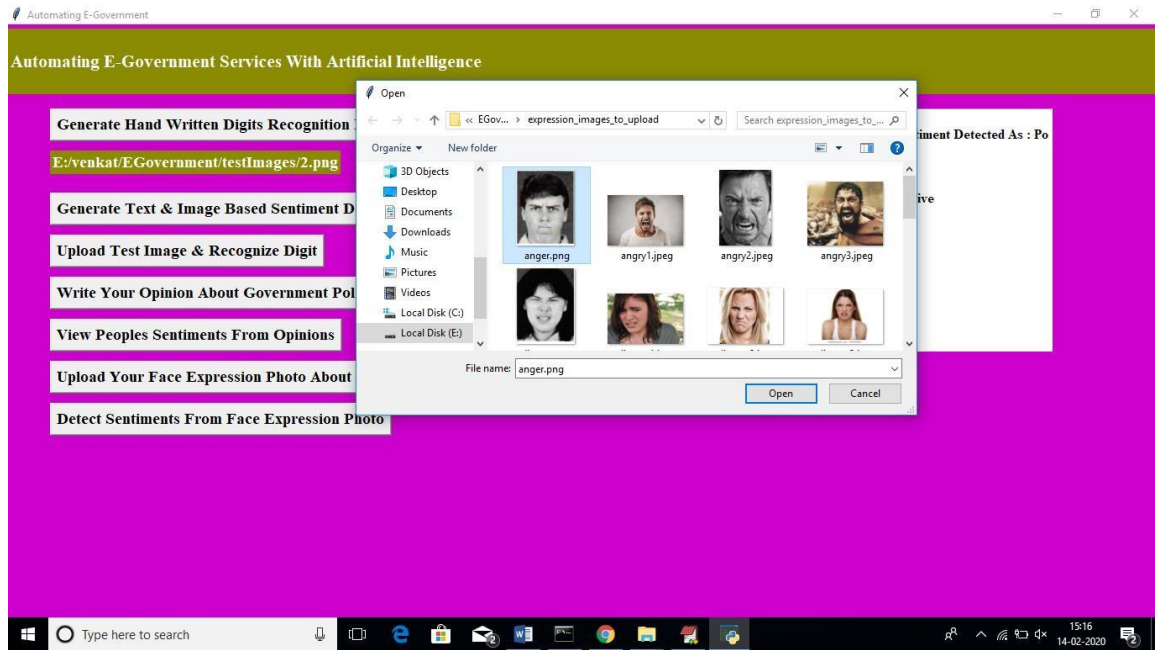 Automating E-Government
Automating E-Government Services With Artificial Intelligence
Generate Hand Written Digits Recognition
E:/venkat/EGovernment/testImages/2.png
Generate Text & Image Based Sentiment D
Upload Test Image & Recognize Digit
Write Your Opinion About Government Pol
View Peoples Sentiments From Opinions
Upload Your Face Expression Photo About
Detect Sentiments From Face Expression Photo
iment Detected As : Po
ive
Open
« EGov... › expression_images_to_upload
Search expression_images_to_...
Organize
New folder
3D Objects
Desktop
Documents
Downloads
Music
Pictures
Videos
Local Disk (C:)
Local Disk (E:)
anger.png
angry1.jpeg
angry2.jpeg
angry3.jpeg
File name: anger.png
Open
Cancel
Type here to search
15:16
14-02-2020
2
2